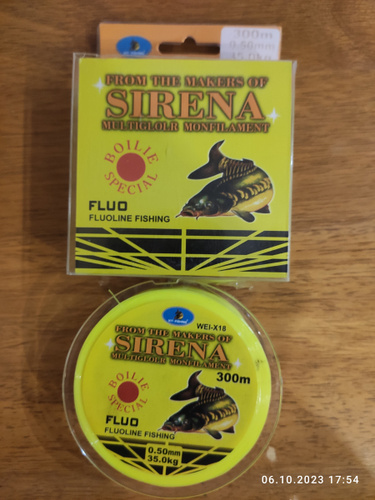 300m
0.50mm
35.0kg
FROM THE MAKERS OF
SIRENA
MULTIGLOLR MONFILAMENT
BOILIE
SPECIAL
FLUO
FLUOLINE FISHING
WEI-X18
FROM THE MAKERS OF
SIRENA
MULTIGLOLR MONFILAMENT
300m
BOILIE
SPECIAL
FLUO
FLUOLINE FISHING
0.50mm
35.0kg
06.10.2023 17:54